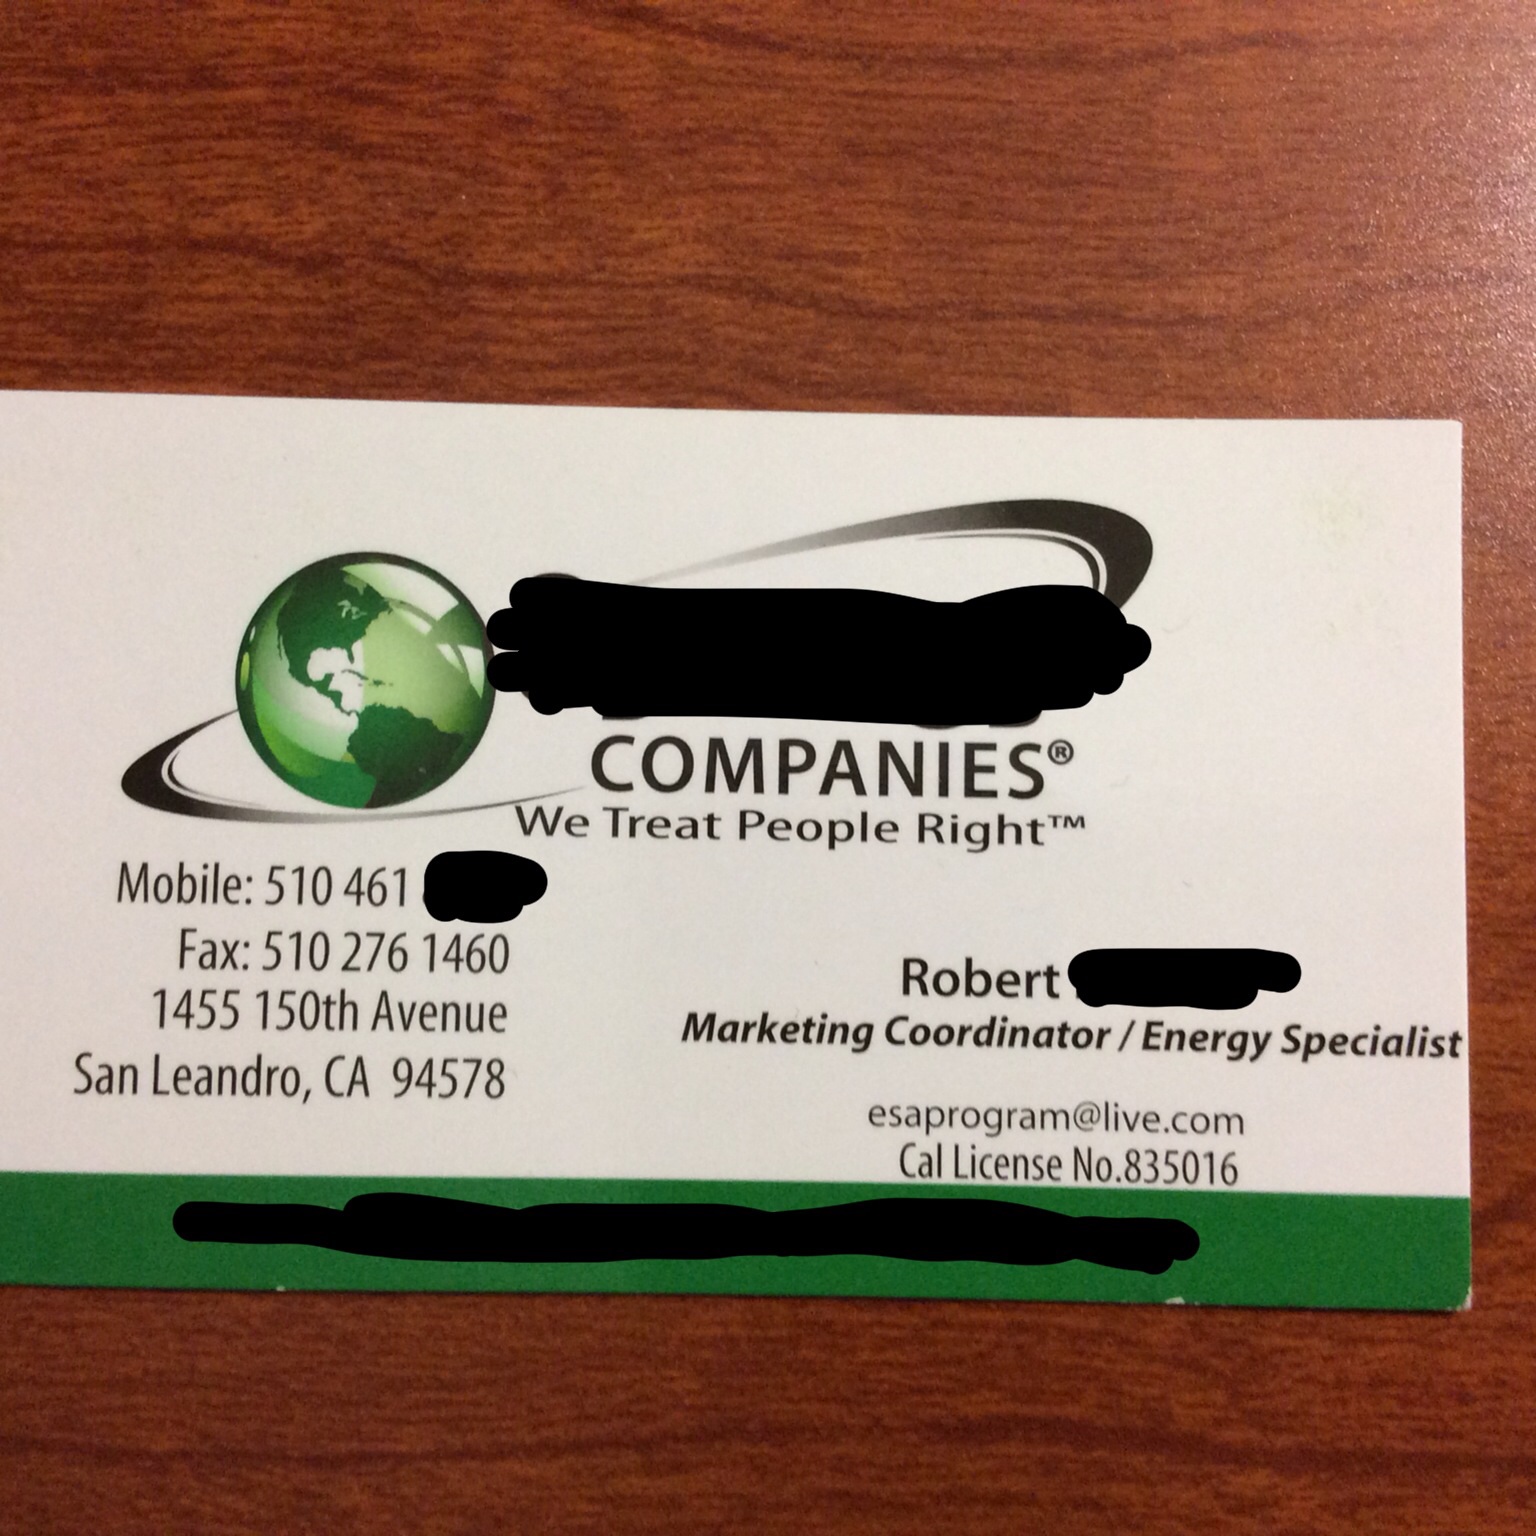 COMPANIES®
We Treat People Right™
Mobile: 510 461
Fax: 510 276 1460
1455 150th Avenue
San Leandro, CA 94578
Robert
Marketing Coordinator / Energy Specialist
esaprogram@live.com
Cal License No.835016